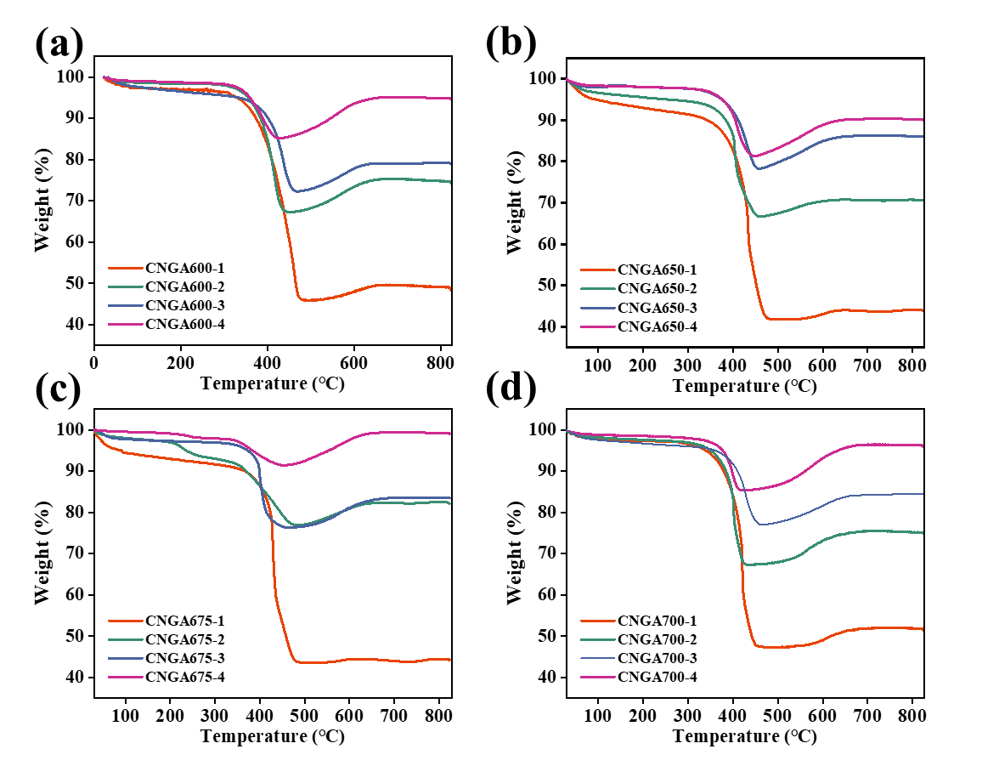 (a)
100
90
80
70
60
50
40
Weight (%)
CNGA600-1
CNGA600-2
CNGA600-3
CNGA600-4
0 200 400 600 800
Temperature (℃)
(b)
100
90
80
70
60
50
40
Weight (%)
CNGA650-1
CNGA650-2
CNGA650-3
CNGA650-4
100 200 300 400 500 600 700 800
Temperature (℃)
(c)
100
90
80
70
60
50
40
Weight (%)
CNGA675-1
CNGA675-2
CNGA675-3
CNGA675-4
100 200 300 400 500 600 700 800
Temperature (℃)
(d)
100
90
80
70
60
50
40
Weight (%)
CNGA700-1
CNGA700-2
CNGA700-3
CNGA700-4
100 200 300 400 500 600 700 800
Temperature (℃)